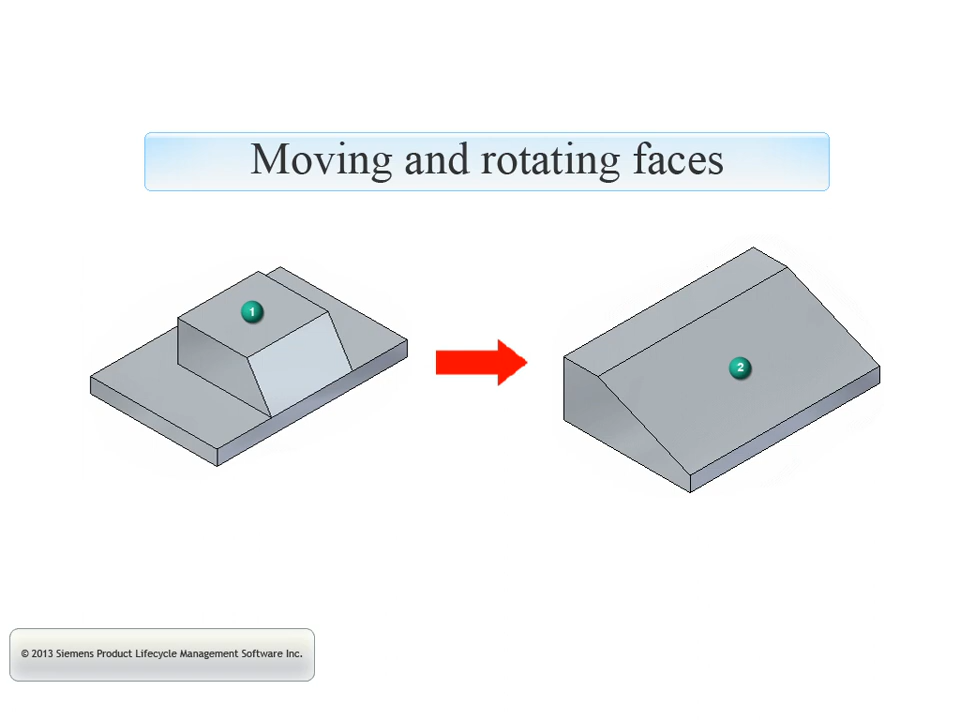 Moving and rotating faces
1
2
© 2013 Siemens Product Lifecycle Management Software Inc.